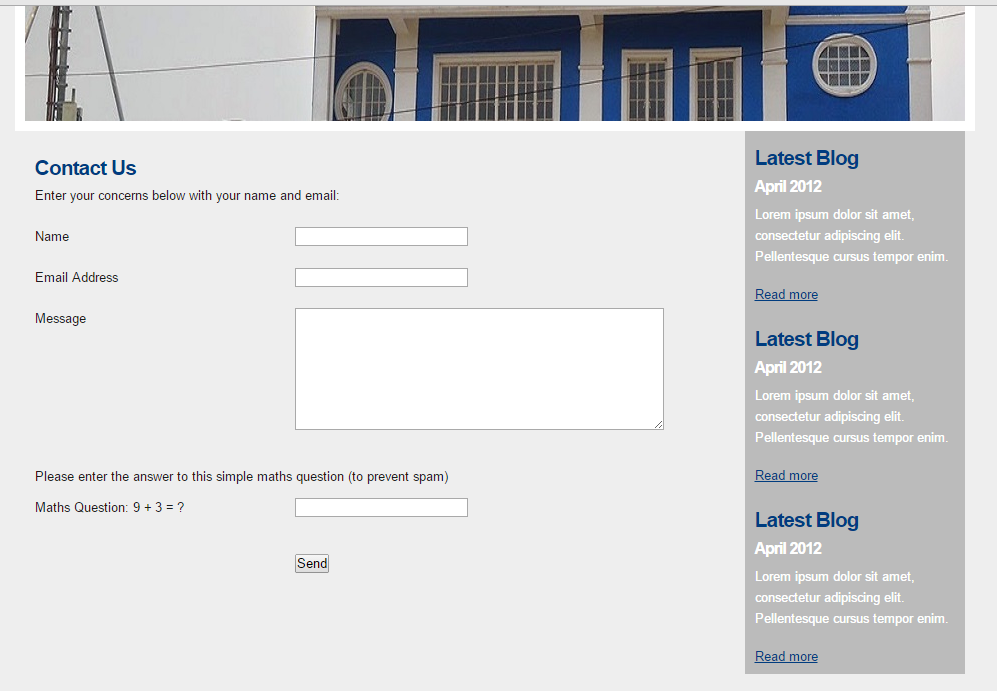 Contact Us
Enter your concerns below with your name and email:
Name
Email Address
Message
Please enter the answer to this simple maths question (to prevent spam)
Maths Question: 9 + 3 = ?
Send
Latest Blog
April 2012
Lorem ipsum dolor sit amet,
consectetur adipiscing elit.
Pellentesque cursus tempor enim.
Read more
Latest Blog
April 2012
Lorem ipsum dolor sit amet,
consectetur adipiscing elit.
Pellentesque cursus tempor enim.
Read more
Latest Blog
April 2012
Lorem ipsum dolor sit amet,
consectetur adipiscing elit.
Pellentesque cursus tempor enim.
Read more